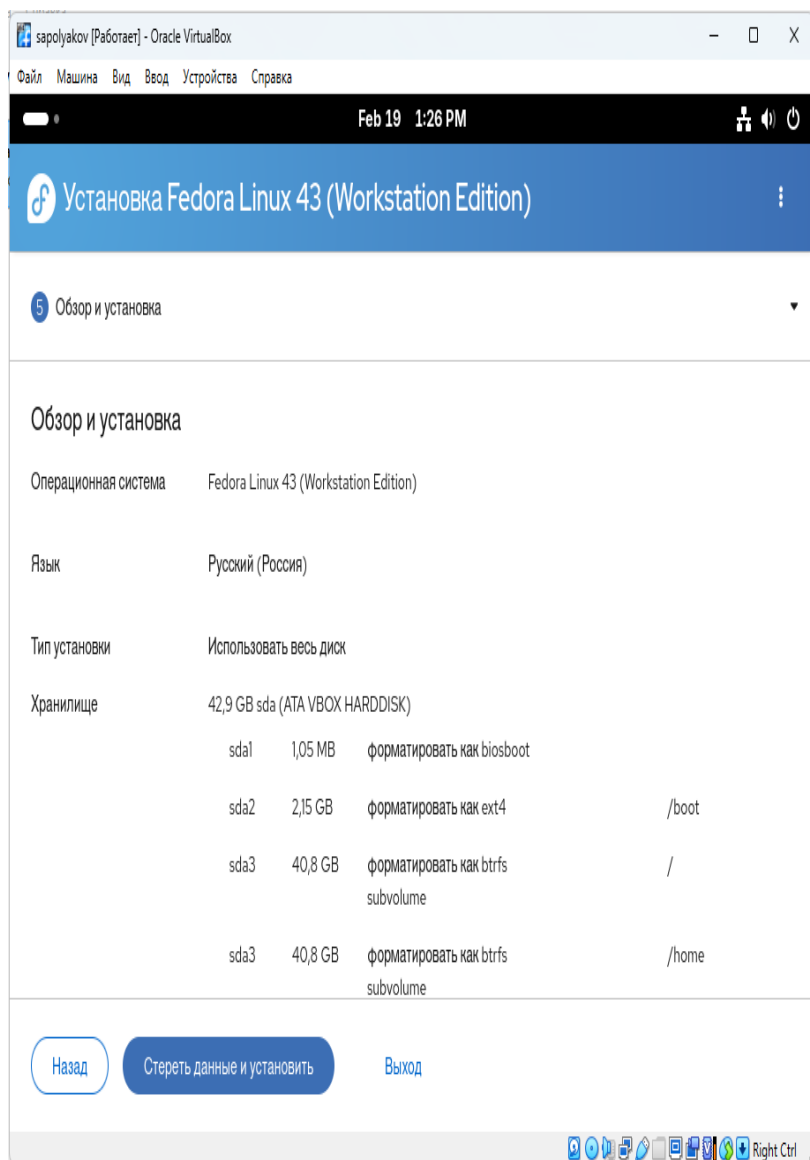 sapolyakov [Работает] - Oracle VirtualBox
Файл Машина Вид Ввод Устройства Справка
Feb 19 1:26 PM
Установка Fedora Linux 43 (Workstation Edition)
5 Обзор и установка
Обзор и установка
Операционная система Fedora Linux 43 (Workstation Edition)
Язык Русский (Россия)
Тип установки Использовать весь диск
Хранилище 42,9 GB sda (ATA VBOX HARDDISK)
sda1 1,05 MB форматировать как biosboot
sda2 2,15 GB форматировать как ext4 /boot
sda3 40,8 GB форматировать как btrfs /
subvolume
sda3 40,8 GB форматировать как btrfs /home
subvolume
Назад Стереть данные и установить Выход
Right Ctrl